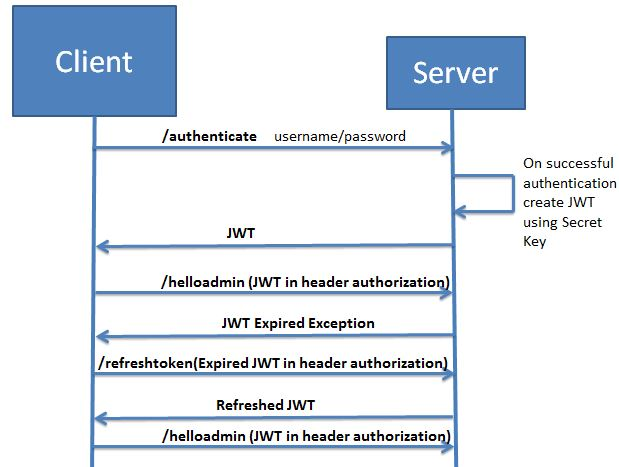 Client
Server
/authenticate username/password
On successful
authentication
create JWT
using Secret
Key
JWT
/helloadmin (JWT in header authorization)
JWT Expired Exception
/refreshtoken(Expired JWT in header authorization)
Refreshed JWT
/helloadmin (JWT in header authorization)